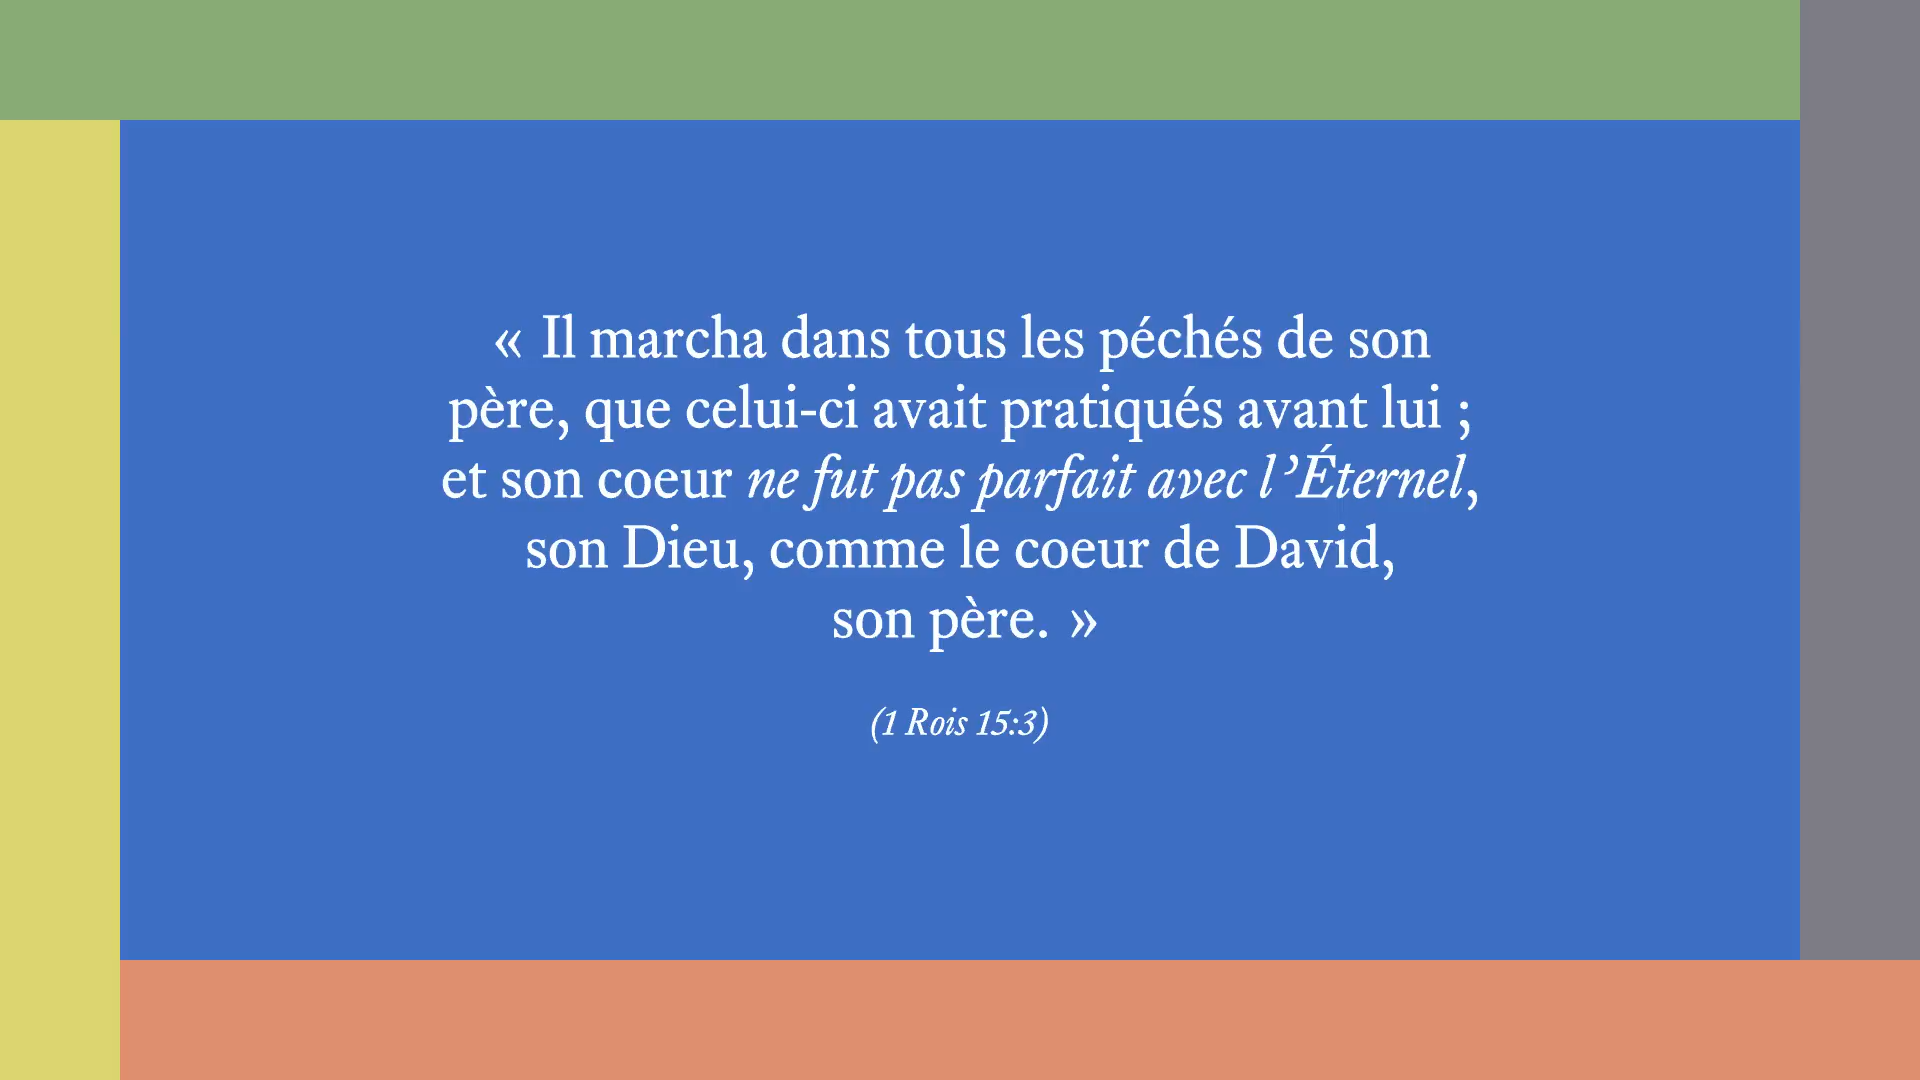 « Il marcha dans tous les péchés de son
père, que celui-ci avait pratiqués avant lui ;
et son coeur ne fut pas parfait avec l’Éternel,
son Dieu, comme le coeur de David,
son père. »
(1 Rois 15:3)